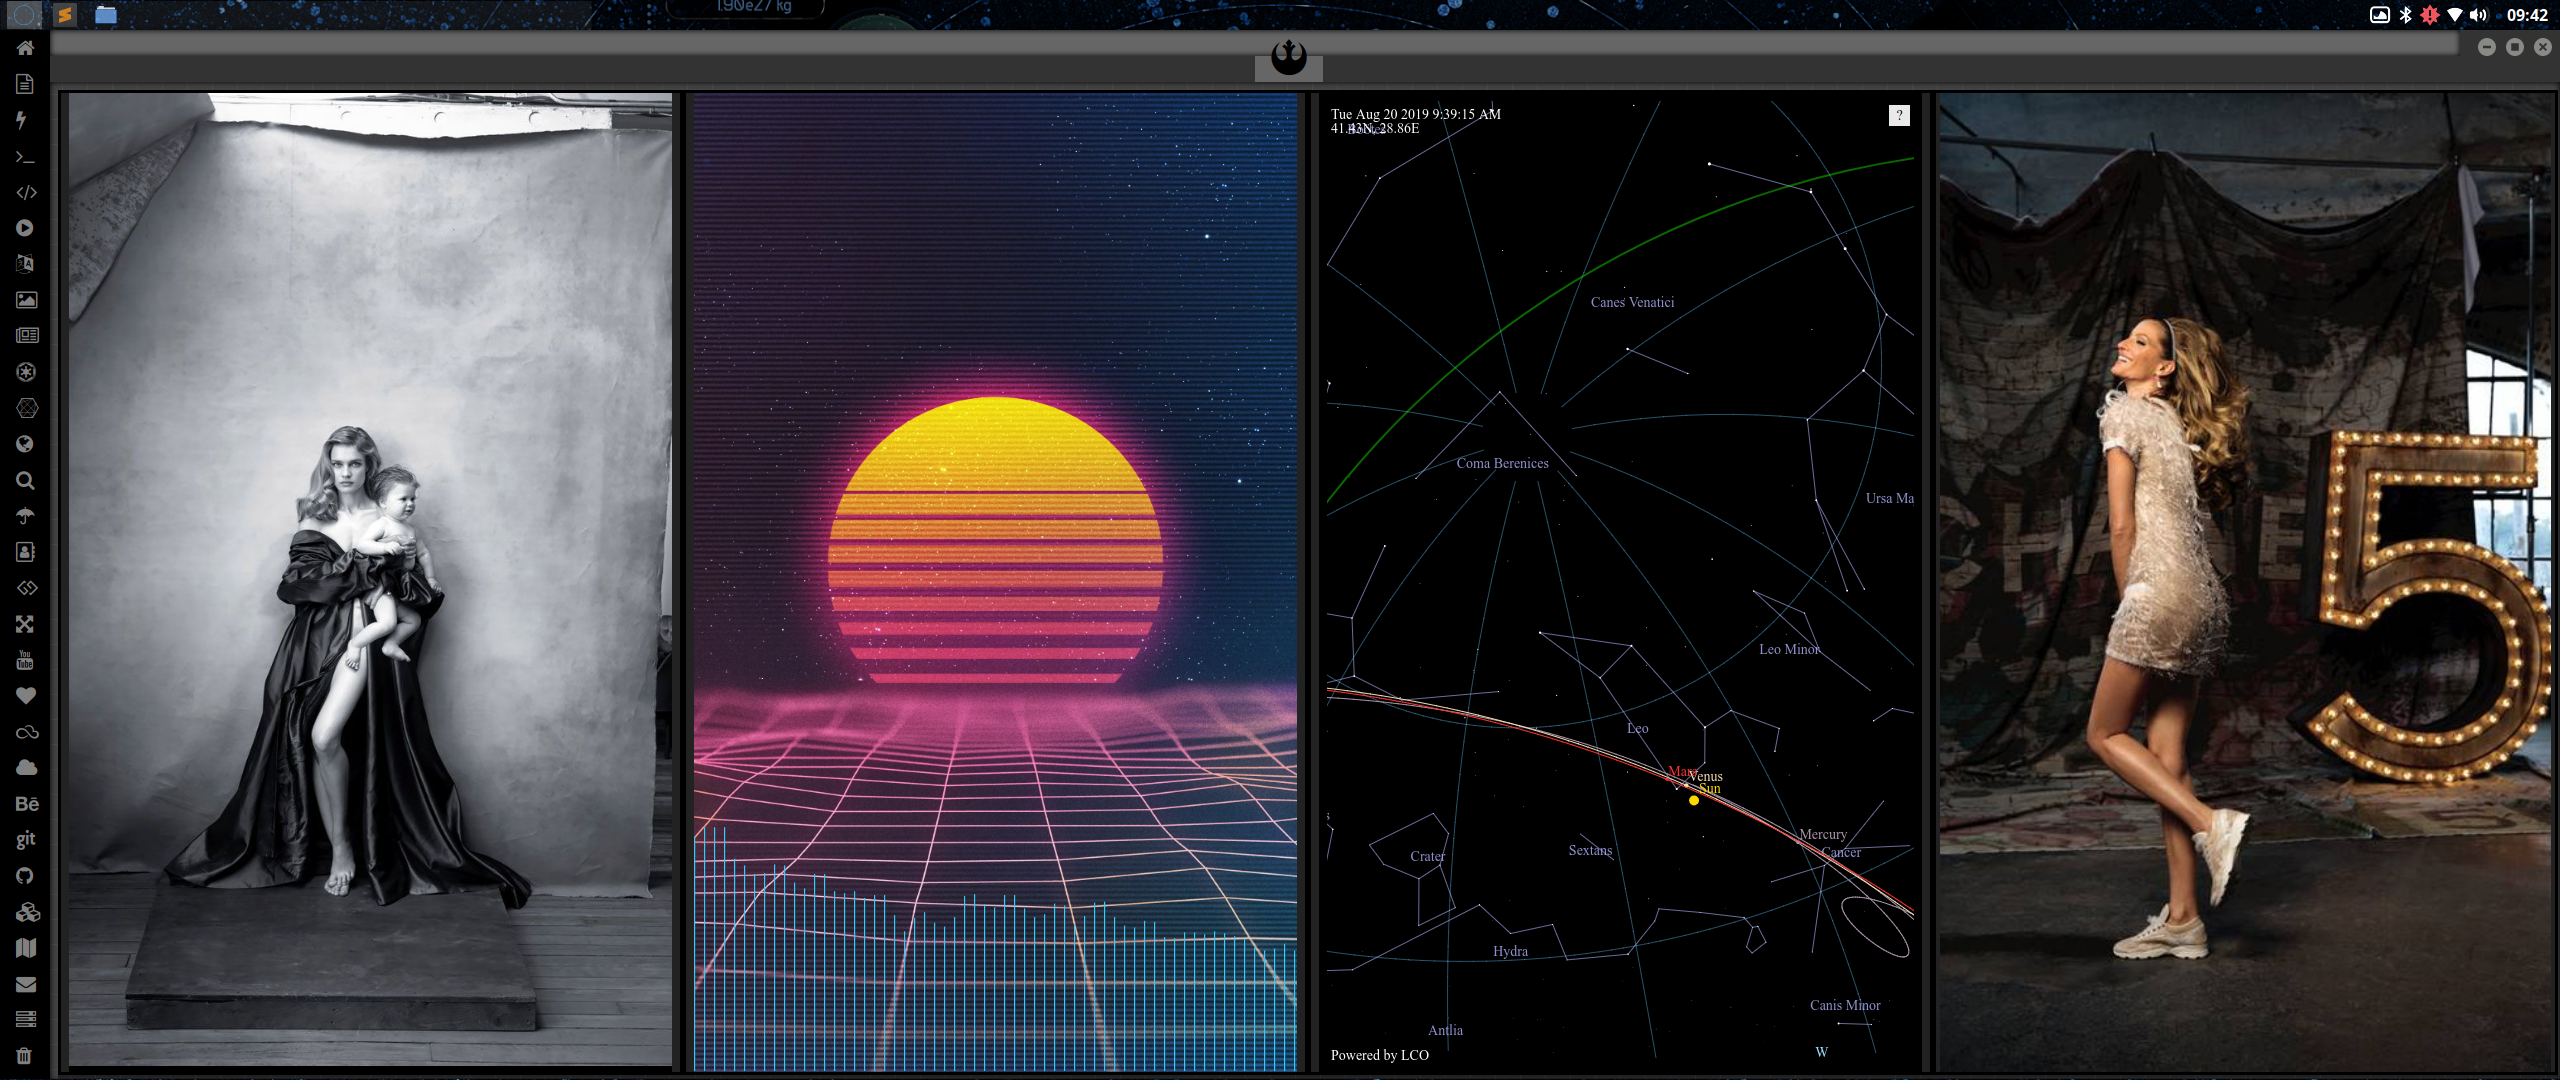 1.90e27 kg
09:42
Tue Aug 20 2019 9:39:15 AM
?
41.43N, 28.86E
Canes Venatici
Coma Berenices
Ursa Ma
Leo Minor
Leo
Mars
Venus
Sun
Mercury
Cancer
Crater
Sextans
Hydra
Canis Minor
Antlia
W
Powered by LCO
5
You
Tube
Bē
git